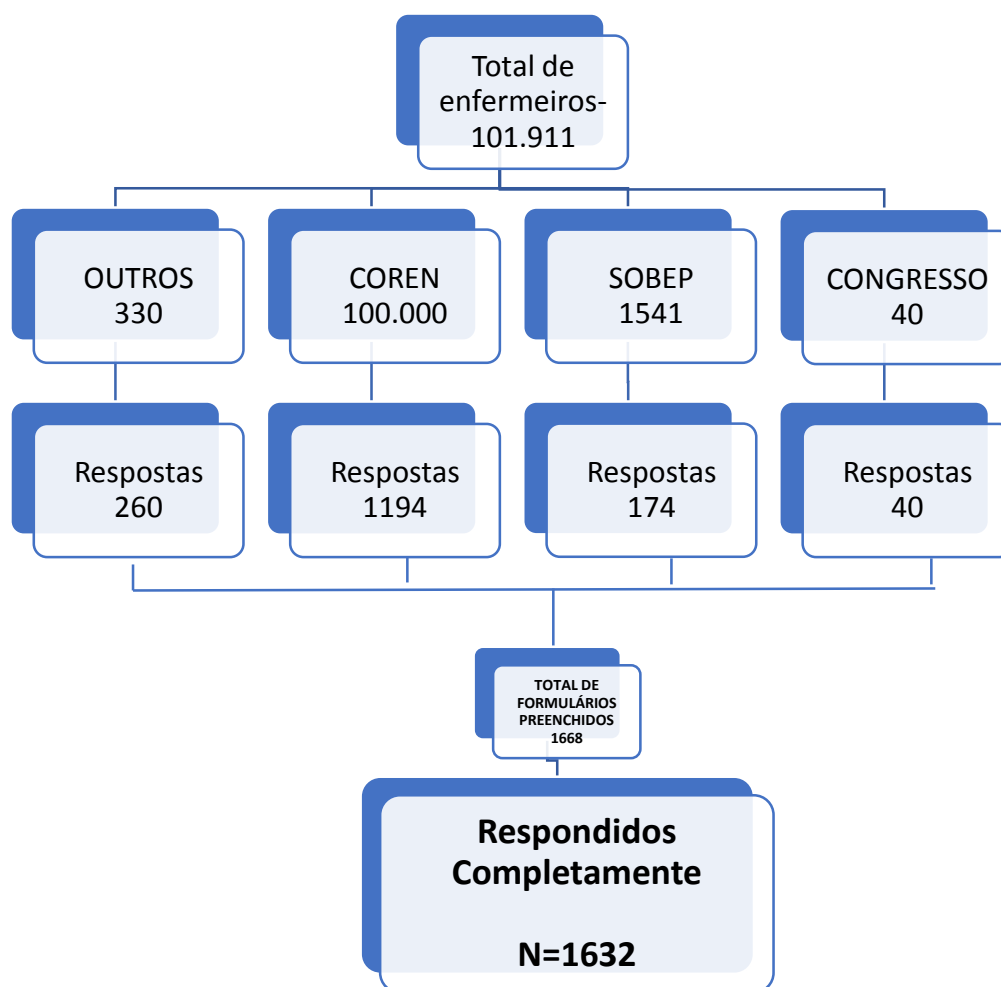 Total de
enfermeiros-
101.911
OUTROS
330
COREN
100.000
SOBEP
1541
CONGRESSO
40
Respostas
260
Respostas
1194
Respostas
174
Respostas
40
TOTAL DE
FORMULÁRIOS
PREENCHIDOS
1668
Respondidos
Completamente
N=1632